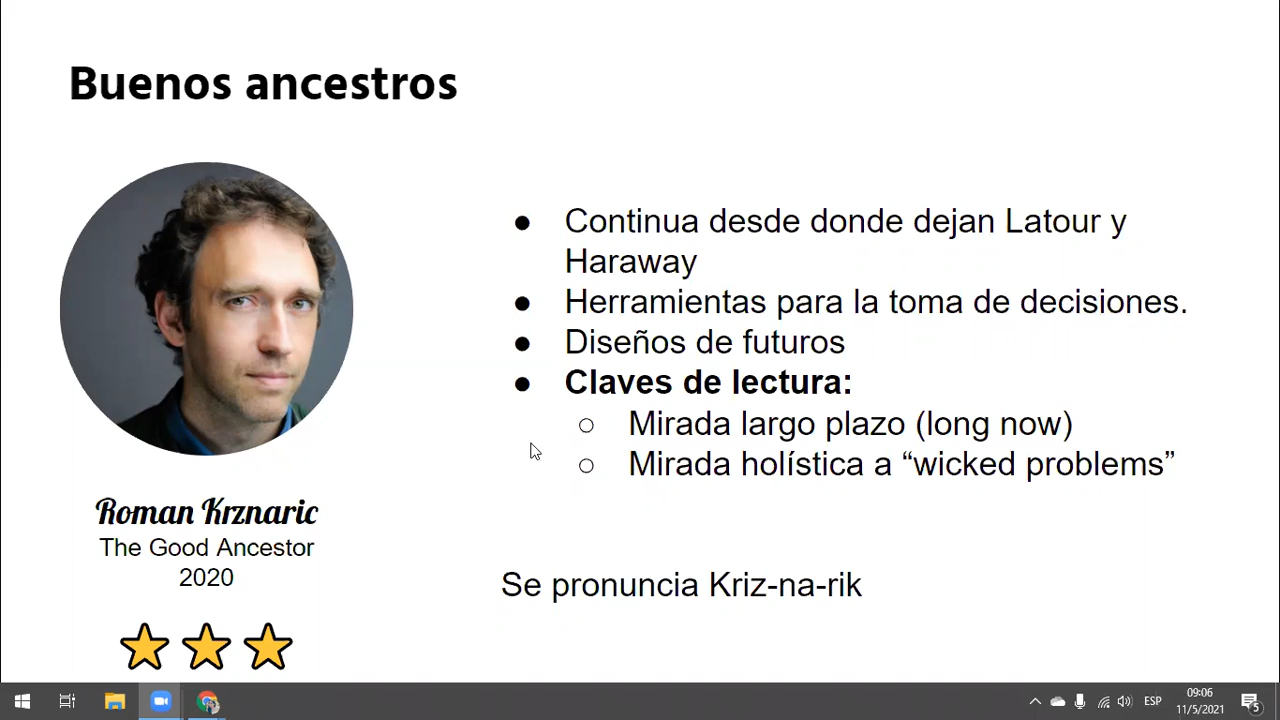 Buenos ancestros
Continua desde donde dejan Latour y
Haraway
Herramientas para la toma de decisiones.
Diseños de futuros
Claves de lectura:
Mirada largo plazo (long now)
Mirada holística a “wicked problems”
Roman Krznaric
The Good Ancestor
2020
Se pronuncia Kriz-na-rik
ESP
09:06
11/5/2021
5